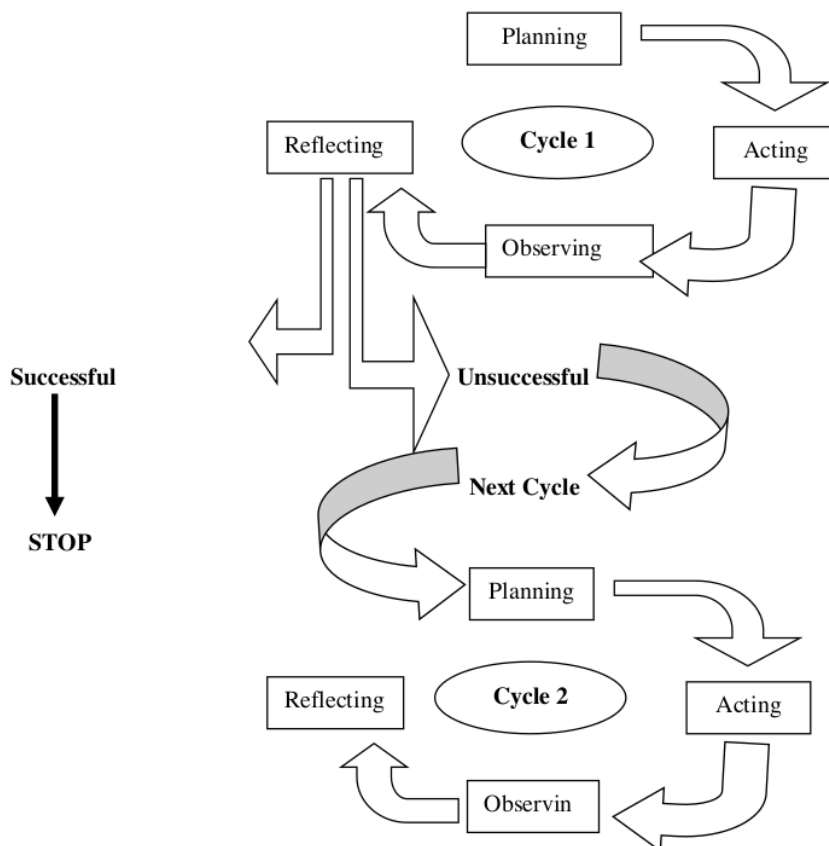 Planning
Reflecting
Cycle 1
Acting
Observing
Successful
Unsuccessful
Next Cycle
STOP
Planning
Reflecting
Cycle 2
Acting
Observin